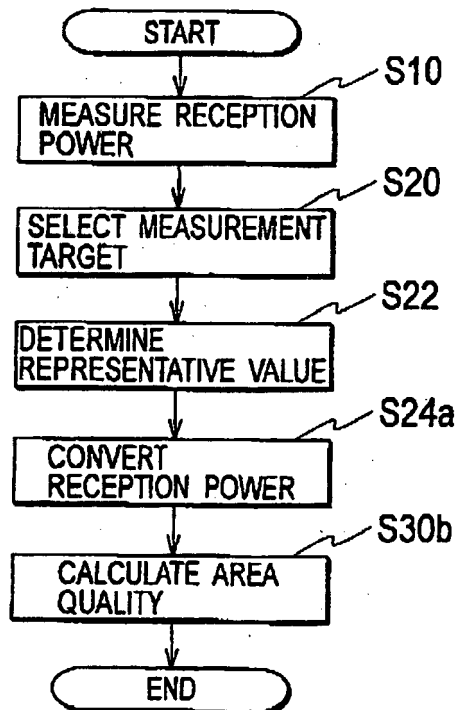 START
S10
MEASURE RECEPTION
POWER
S20
SELECT MEASUREMENT
TARGET
S22
DETERMINE
REPRESENTATIVE VALUE
S24a
CONVERT
RECEPTION POWER
S30b
CALCULATE AREA
QUALITY
END